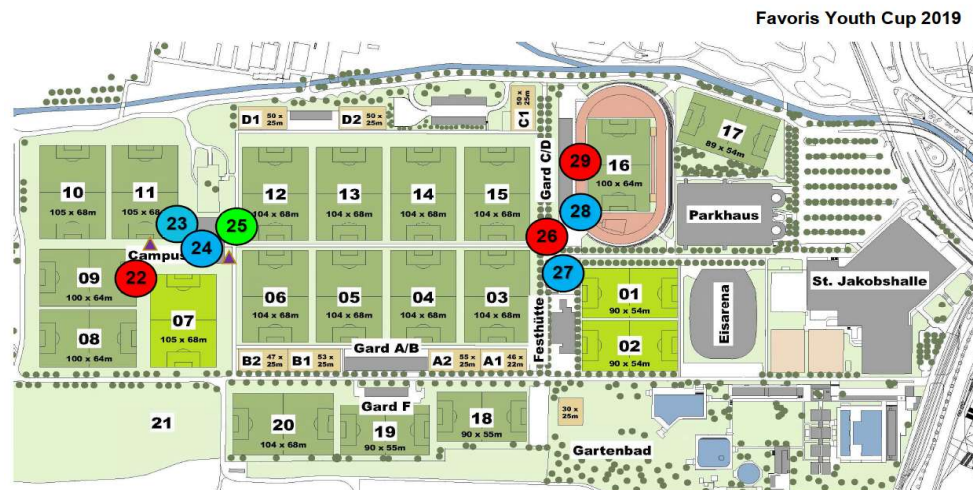 Favoris Youth Cup 2019
D1 50 x 25m
D2 50 x 25m
C1 50 x 25m
Gard C/D
17
89 x 54m
10
105 x 68m
11
105 x 68m
12
104 x 68m
13
104 x 68m
14
104 x 68m
15
104 x 68m
29
16
100 x 64m
28
Parkhaus
23
24
25
26
27
Campus
22
09
100 x 64m
07
105 x 68m
08
100 x 64m
06
104 x 68m
05
104 x 68m
04
104 x 68m
03
104 x 68m
Festhütte
01
90 x 54m
02
90 x 54m
Eisarena
St. Jakobshalle
Gard A/B
B2 47 x 25m
B1 53 x 25m
A2 55 x 25m
A1 46 x 22m
21
20
104 x 68m
Gard F
19
90 x 55m
18
90 x 55m
30 x 25m
Gartenbad